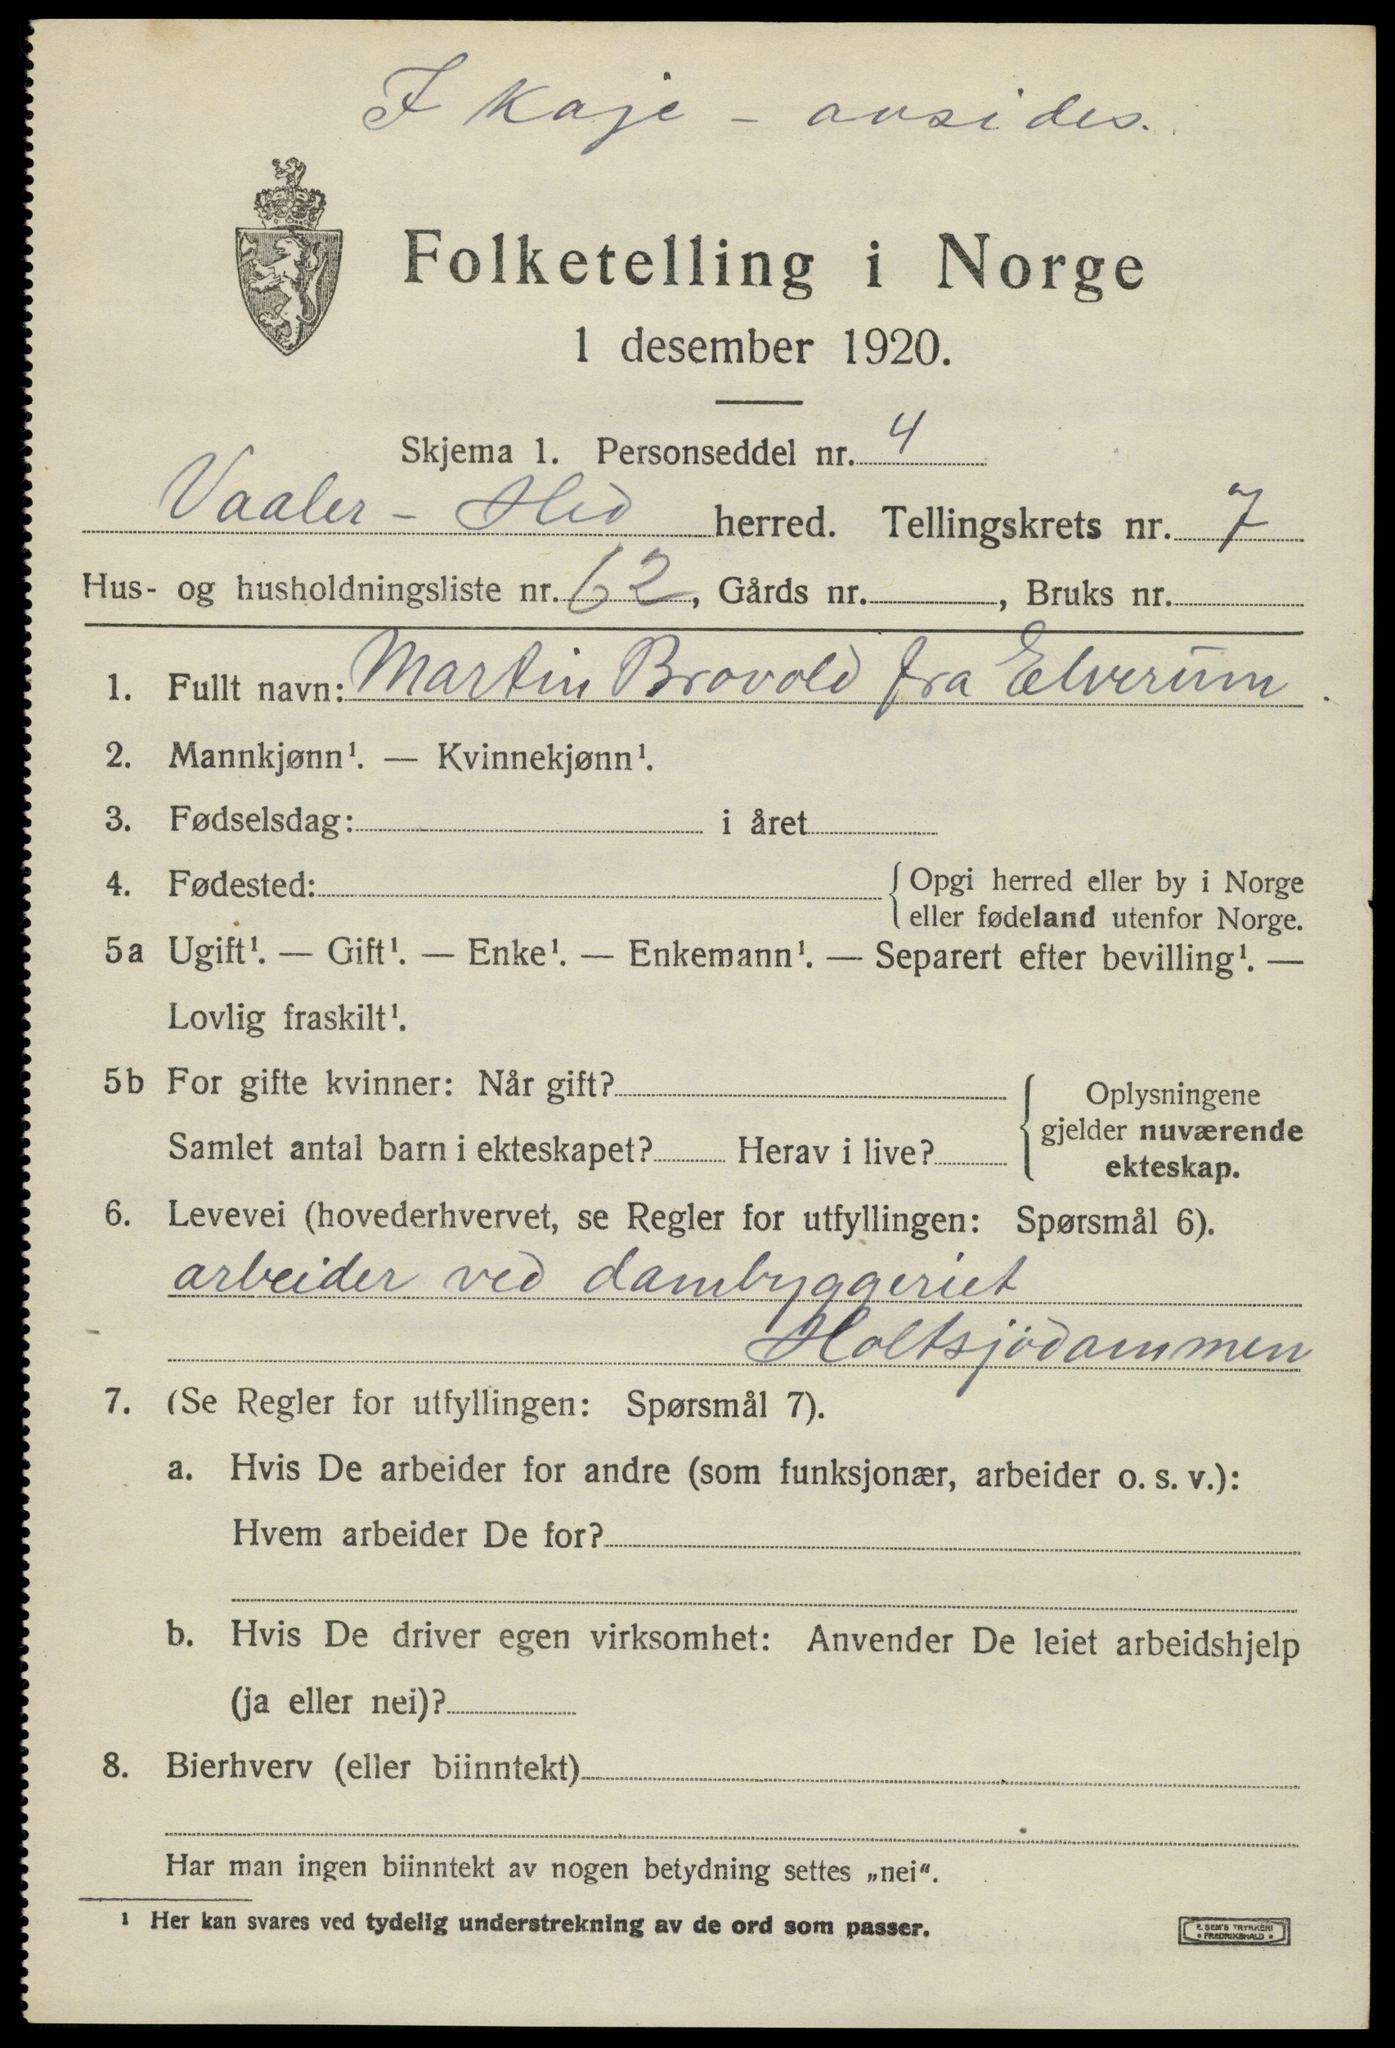 I Koje - avsides.
Folketelling i Norge
1 desember 1920.
Skjema 1. Personseddel nr. 4
Vaaler - Hed herred. Tellingskrets nr. 7
Hus- og husholdningsliste nr. 62, Gårds nr. , Bruks nr.
1. Fullt navn: Martin Brovold fra Elverum.
2. Mannkjønn¹. — Kvinnekjønn¹.
3. Fødselsdag: i året
4. Fødested: Opgi herred eller by i Norge
eller fødeland utenfor Norge.
5a Ugift¹. — Gift¹. — Enke¹. — Enkemann¹. — Separert efter bevilling¹. —
Lovlig fraskilt¹.
5b For gifte kvinner: Når gift? Oplysningene
gjelder nuværende
Samlet antal barn i ekteskapet? Herav i live? ekteskap.
6. Levevei (hovederhvervet, se Regler for utfyllingen: Spørsmål 6).
arbeider ved dambyggeriet
Holtsjödammen
7. (Se Regler for utfyllingen: Spørsmål 7).
a. Hvis De arbeider for andre (som funksjonær, arbeider o. s. v.):
Hvem arbeider De for?
b. Hvis De driver egen virksomhet: Anvender De leiet arbeidshjelp
(ja eller nei)?
8. Bierhverv (eller biinntekt)
Har man ingen biinntekt av nogen betydning settes „nei“.
¹ Her kan svares ved tydelig understrekning av de ord som passer.
E. SEM'S TRYKKERI
• FREDRIKSHALD •